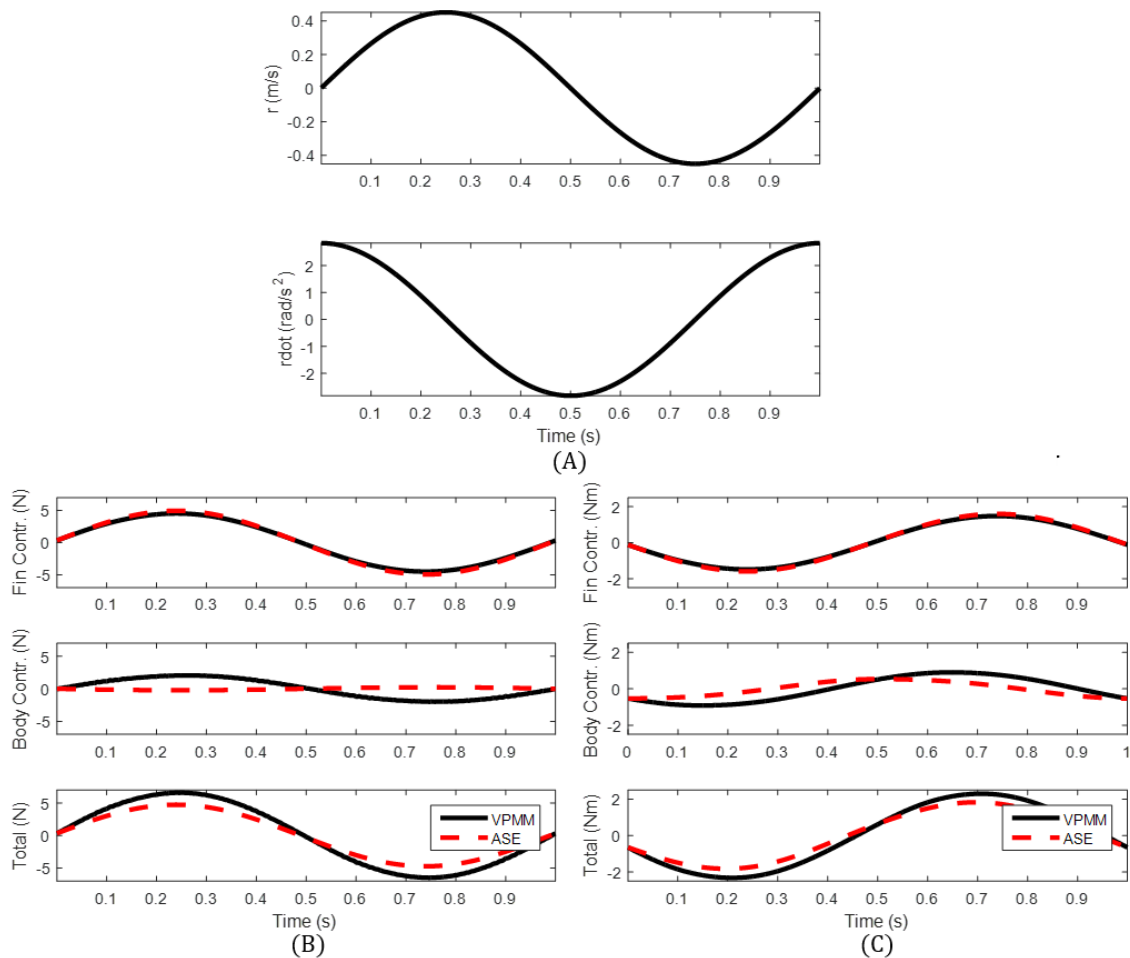 r (m/s)
0.4
0.2
0
-0.2
-0.4
0.1 0.2 0.3 0.4 0.5 0.6 0.7 0.8 0.9
rdot (rad/s²)
2
1
0
-1
-2
0.1 0.2 0.3 0.4 0.5 0.6 0.7 0.8 0.9
Time (s)
(A)
Fin Contr. (N)
5
0
-5
0.1 0.2 0.3 0.4 0.5 0.6 0.7 0.8 0.9
Body Contr. (N)
5
0
-5
0.1 0.2 0.3 0.4 0.5 0.6 0.7 0.8 0.9
Total (N)
5
0
-5
VPMM
ASE
0.1 0.2 0.3 0.4 0.5 0.6 0.7 0.8 0.9
Time (s)
(B)
Fin Contr. (Nm)
2
0
-2
0.1 0.2 0.3 0.4 0.5 0.6 0.7 0.8 0.9
Body Contr. (Nm)
2
0
-2
0 0.1 0.2 0.3 0.4 0.5 0.6 0.7 0.8 0.9 1
Total (Nm)
2
0
-2
VPMM
ASE
0.1 0.2 0.3 0.4 0.5 0.6 0.7 0.8 0.9
Time (s)
(C)